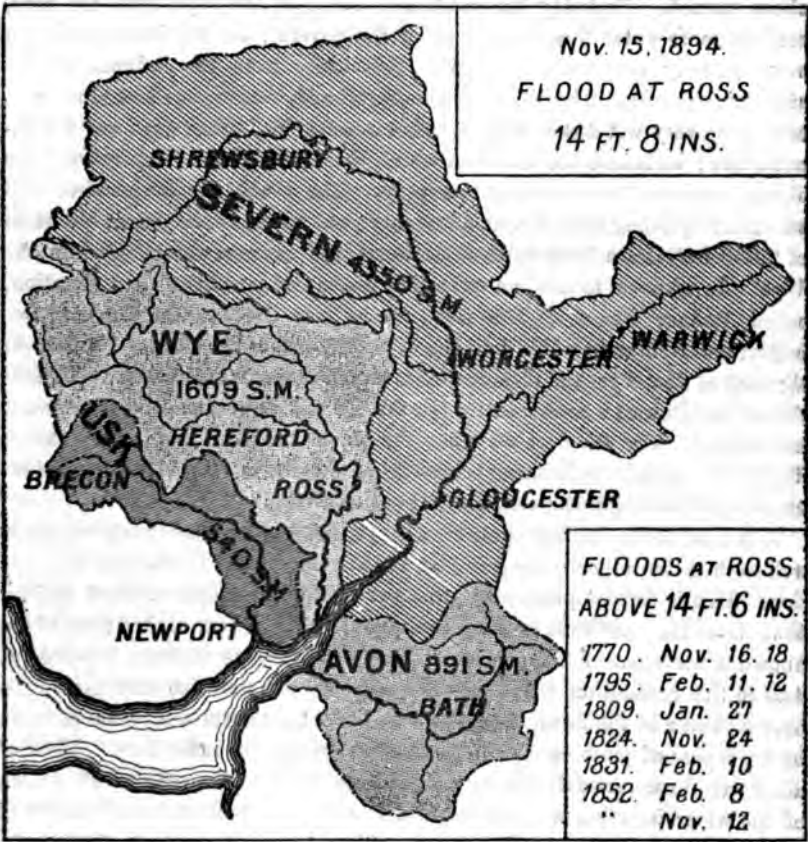 Nov. 15, 1894.
FLOOD AT ROSS
14 FT. 8 INS.
SHREWSBURY
SEVERN 4350 S.M
WYE
1609 S.M.
WORCESTER
WARWICK
USK
HEREFORD
BRECON
ROSS
GLOUCESTER
540 S M
NEWPORT
AVON 891 S.M.
BATH
FLOODS AT ROSS
ABOVE 14 FT. 6 INS.
1770. Nov. 16. 18
1795. Feb. 11. 12
1809. Jan. 27
1824. Nov. 24
1831. Feb. 10
1852. Feb. 8
" Nov. 12